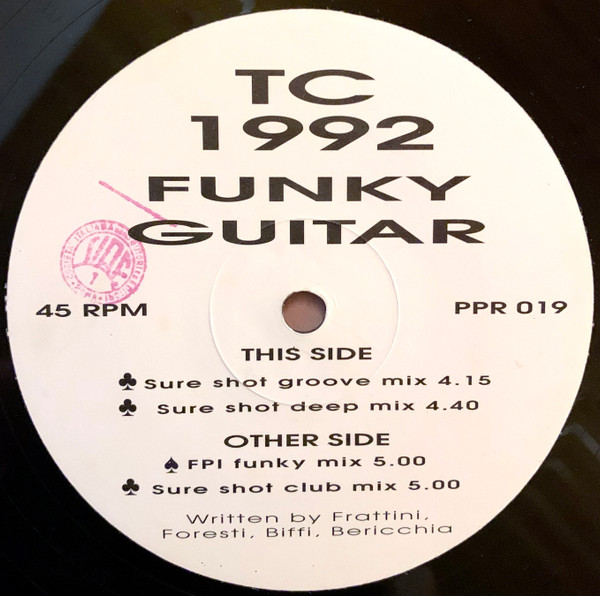 TC
1992
FUNKY
GUITAR
45 RPM
PPR 019
THIS SIDE
♣ Sure shot groove mix 4.15
♣ Sure shot deep mix 4.40
OTHER SIDE
♠ FPI funky mix 5.00
♣ Sure shot club mix 5.00
Written by Frattini,
Foresti, Biffi, Bericchia